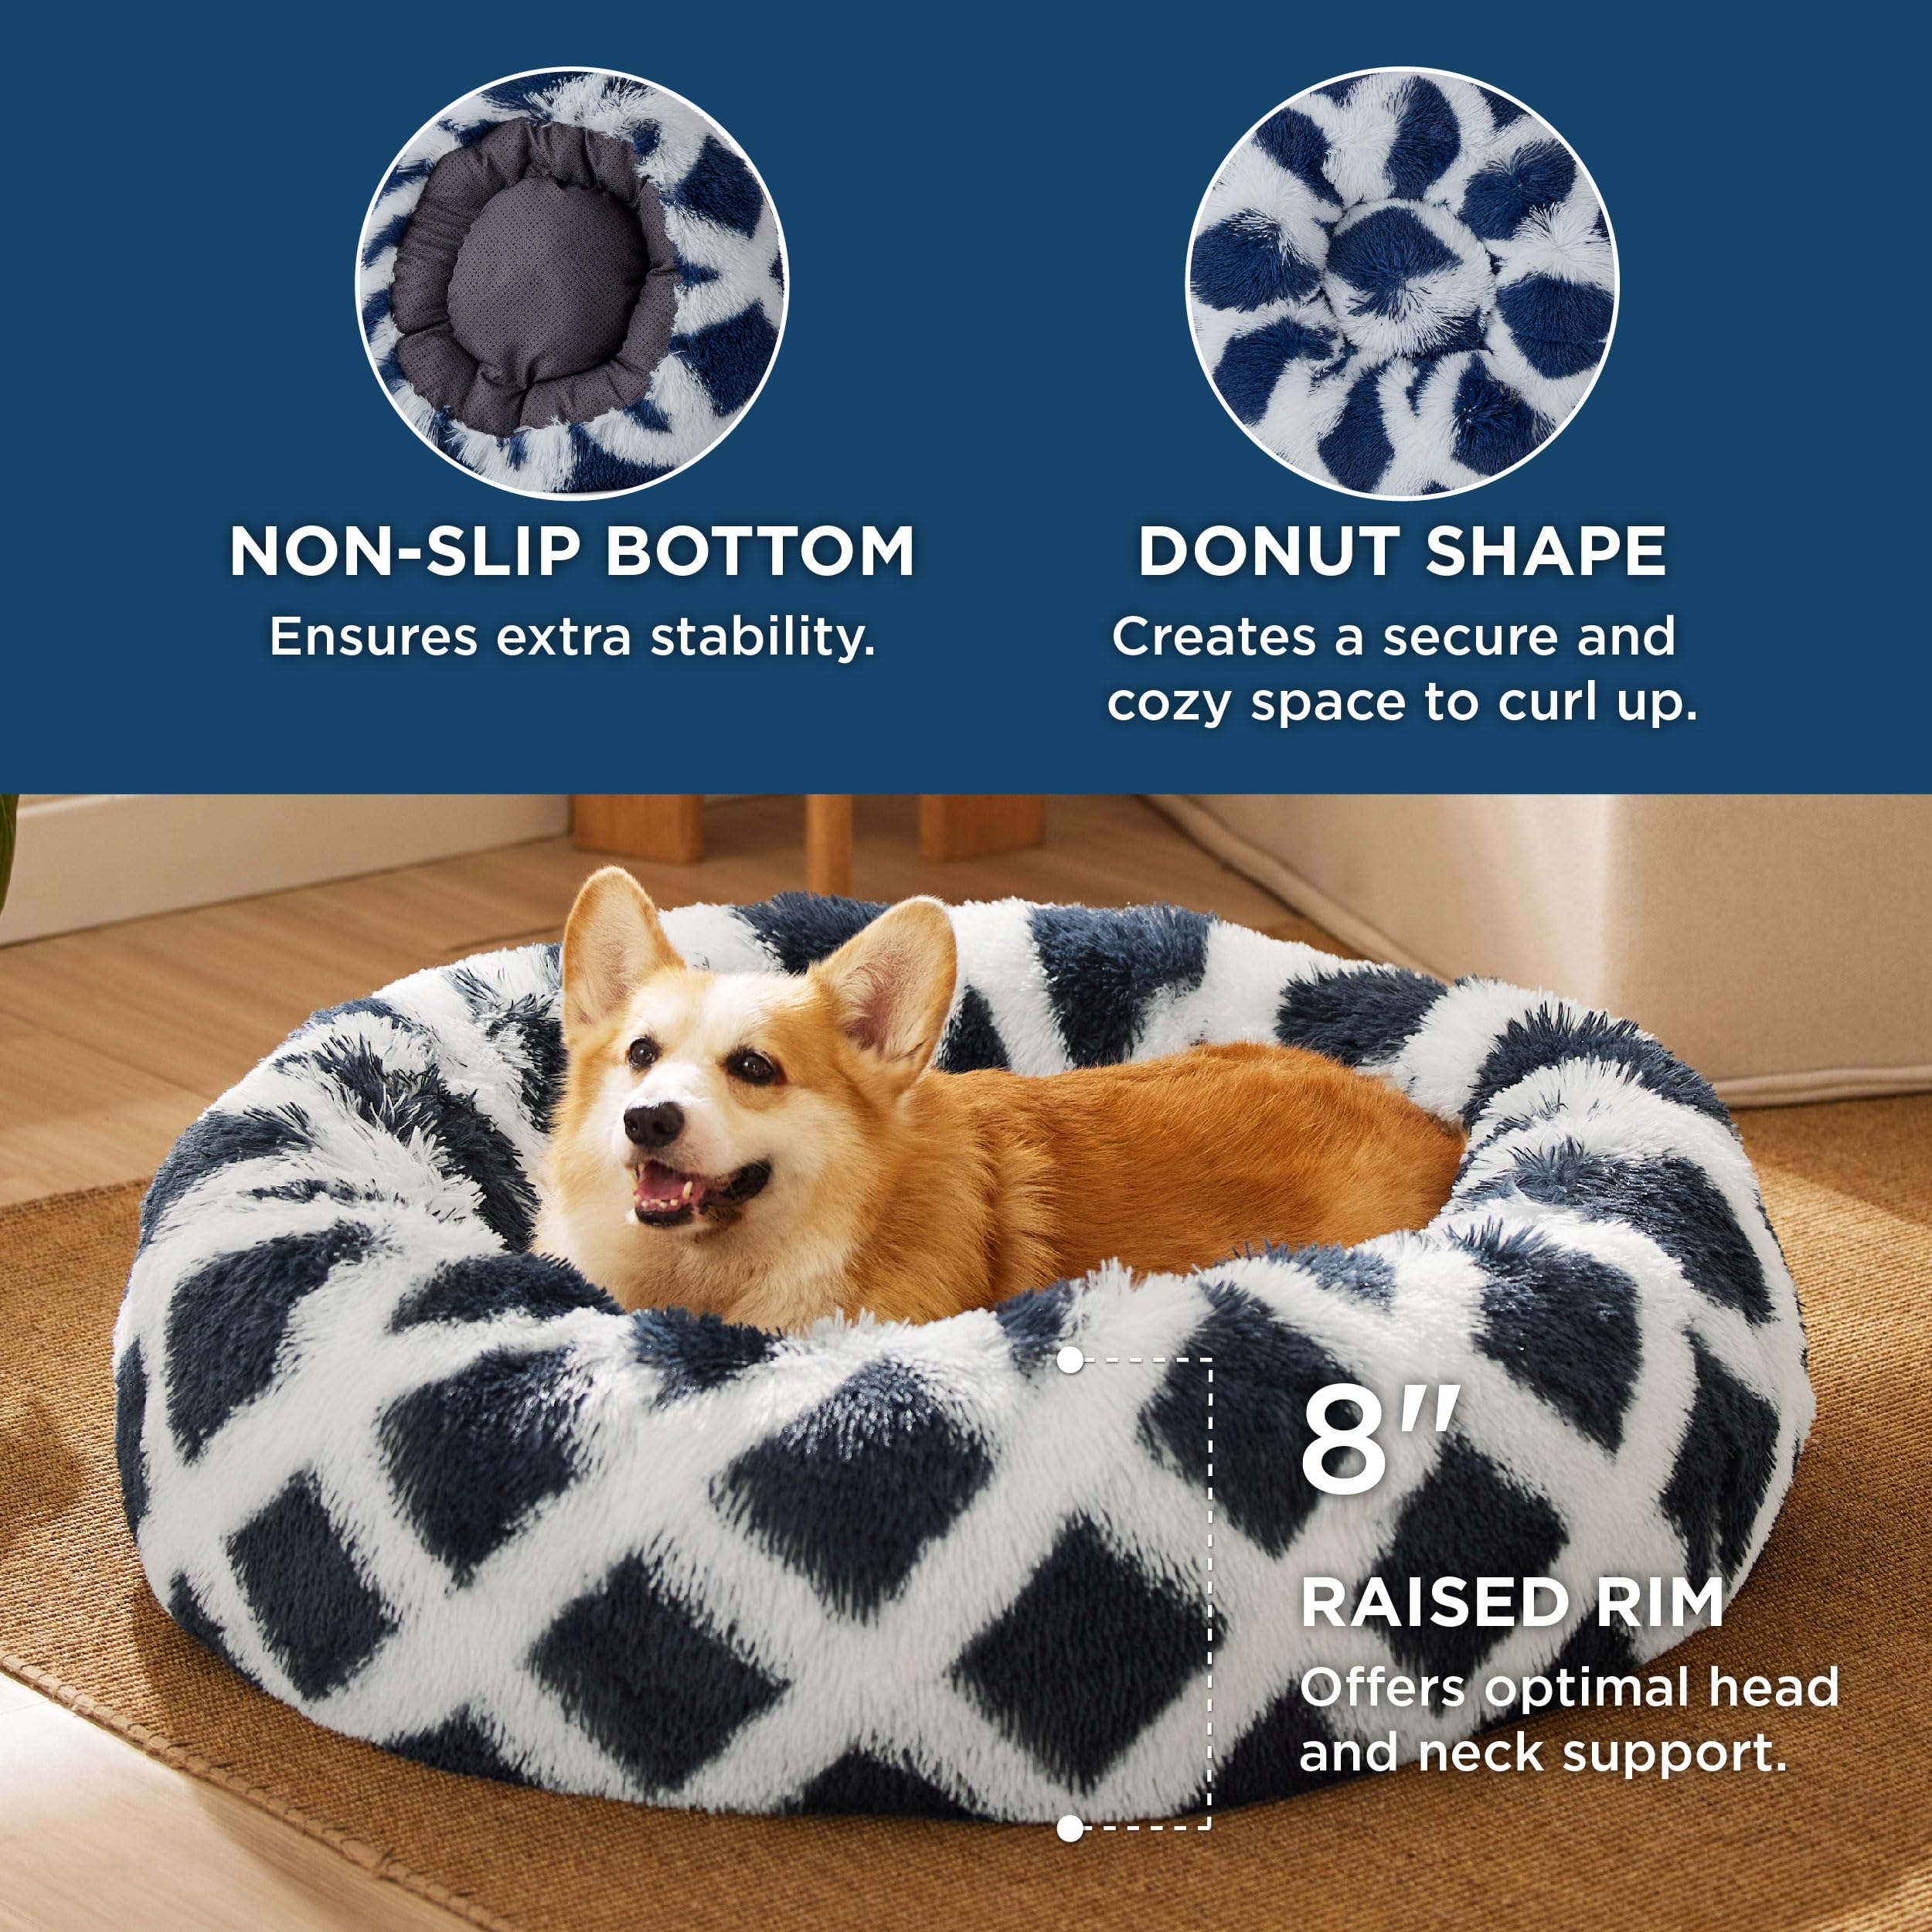 NON-SLIP BOTTOM
Ensures extra stability.
DONUT SHAPE
Creates a secure and
cozy space to curl up.
8"
RAISED RIM
Offers optimal head
and neck support.